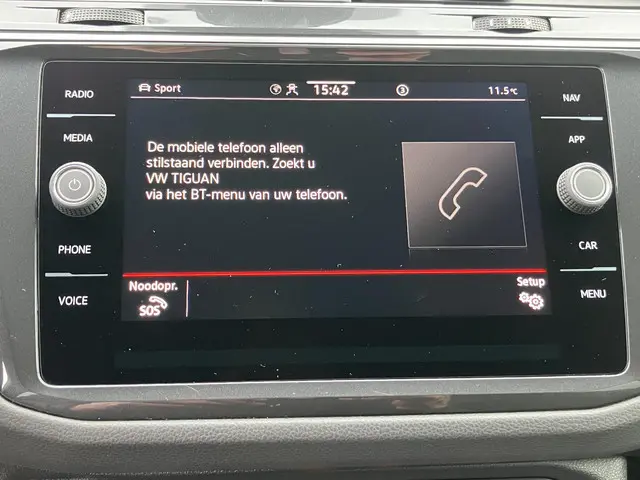 RADIO
MEDIA
PHONE
VOICE
Sport
15:42
3
11.5°C
De mobiele telefoon alleen
stilstaand verbinden. Zoekt u
VW TIGUAN
via het BT-menu van uw telefoon.
Noodopr.
SOS
Setup
NAV
APP
CAR
MENU